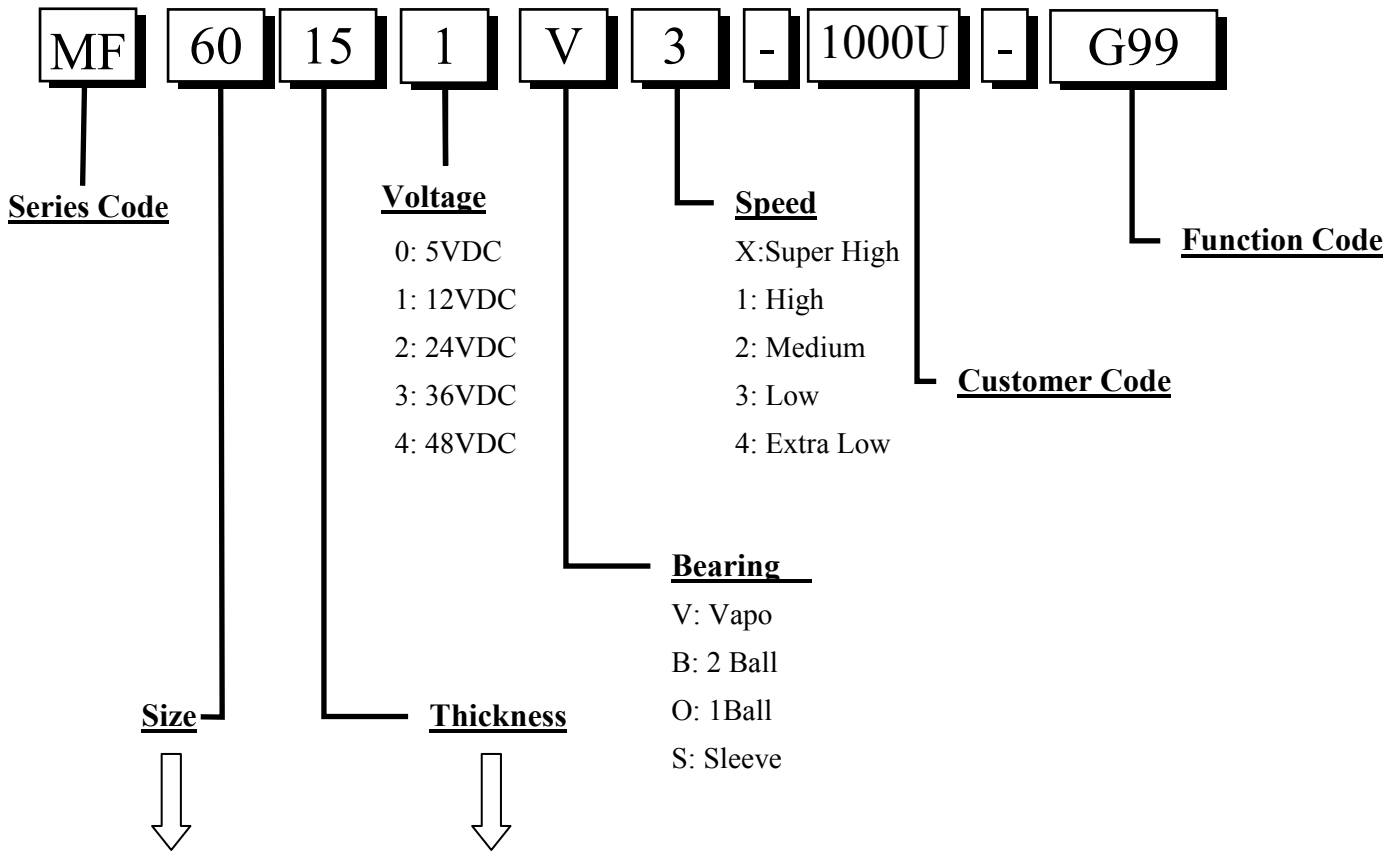 MF 60 15 1 V 3 - 1000U - G99
Series Code
Voltage
0: 5VDC
1: 12VDC
2: 24VDC
3: 36VDC
4: 48VDC
Speed
X:Super High
1: High
2: Medium
3: Low
4: Extra Low
Function Code
Customer Code
Bearing
V: Vapo
B: 2 Ball
O: 1Ball
S: Sleeve
Size
Thickness